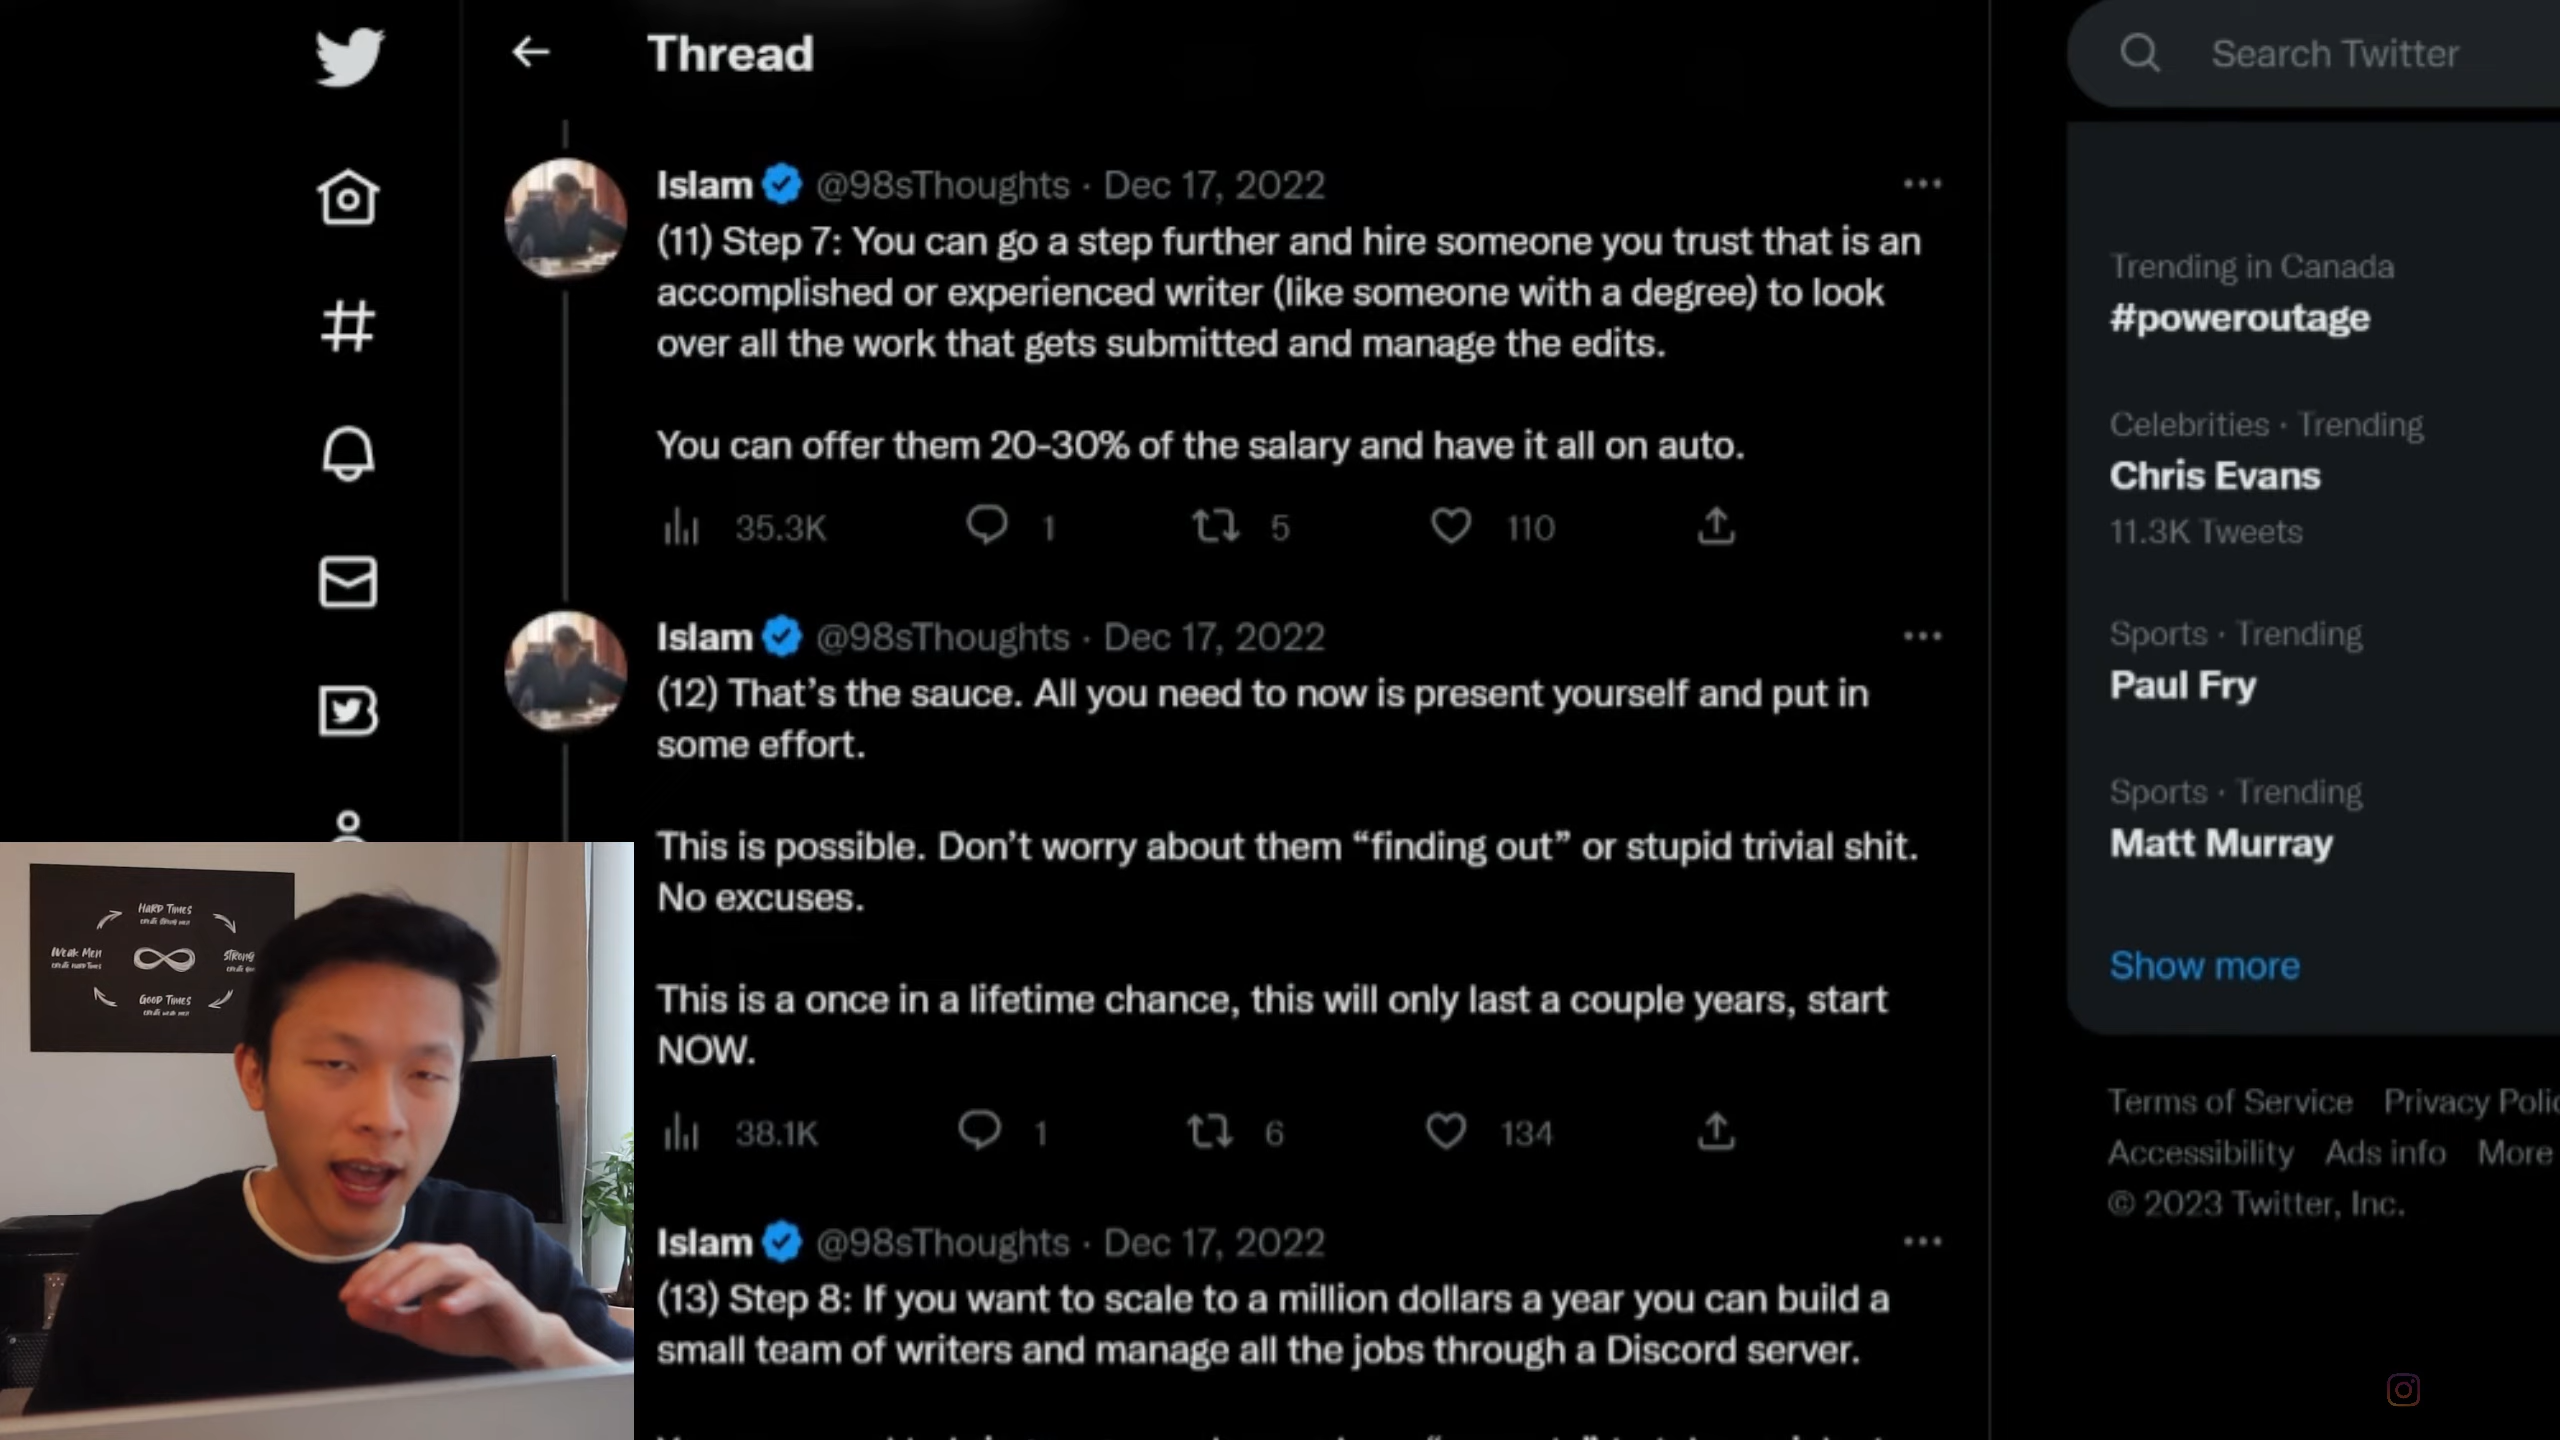 Thread
Search Twitter
Islam @98sThoughts · Dec 17, 2022
(11) Step 7: You can go a step further and hire someone you trust that is an
accomplished or experienced writer (like someone with a degree) to look
over all the work that gets submitted and manage the edits.
You can offer them 20-30% of the salary and have it all on auto.
35.3K 1 5 110
Islam @98sThoughts · Dec 17, 2022
(12) That’s the sauce. All you need to now is present yourself and put in
some effort.
This is possible. Don’t worry about them “finding out” or stupid trivial shit.
No excuses.
This is a once in a lifetime chance, this will only last a couple years, start
NOW.
38.1K 1 6 134
Islam @98sThoughts · Dec 17, 2022
(13) Step 8: If you want to scale to a million dollars a year you can build a
small team of writers and manage all the jobs through a Discord server.
Trending in Canada
#poweroutage
Celebrities · Trending
Chris Evans
11.3K Tweets
Sports · Trending
Paul Fry
Sports · Trending
Matt Murray
Show more
Terms of Service Privacy Polic
Accessibility Ads info More
© 2023 Twitter, Inc.
HARD TIMES
create strong men
STRONG
GOOD TIMES
create weak men
Weak Men
create hard times